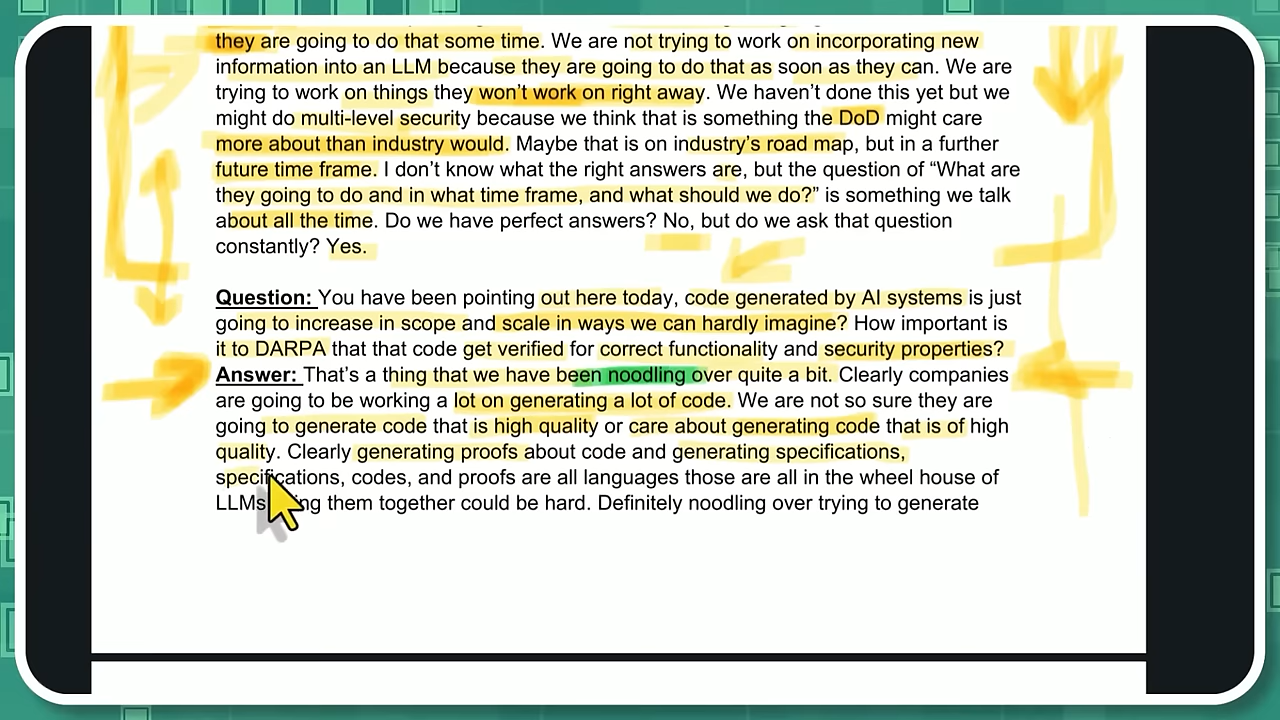 they are going to do that some time. We are not trying to work on incorporating new
information into an LLM because they are going to do that as soon as they can. We are
trying to work on things they won't work on right away. We haven't done this yet but we
might do multi-level security because we think that is something the DoD might care
more about than industry would. Maybe that is on industry's road map, but in a further
future time frame. I don't know what the right answers are, but the question of “What are
they going to do and in what time frame, and what should we do?” is something we talk
about all the time. Do we have perfect answers? No, but do we ask that question
constantly? Yes.
Question: You have been pointing out here today, code generated by AI systems is just
going to increase in scope and scale in ways we can hardly imagine? How important is
it to DARPA that that code get verified for correct functionality and security properties?
Answer: That's a thing that we have been noodling over quite a bit. Clearly companies
are going to be working a lot on generating a lot of code. We are not so sure they are
going to generate code that is high quality or care about generating code that is of high
quality. Clearly generating proofs about code and generating specifications,
specifications, codes, and proofs are all languages those are all in the wheel house of
LLMs them together could be hard. Definitely noodling over trying to generate